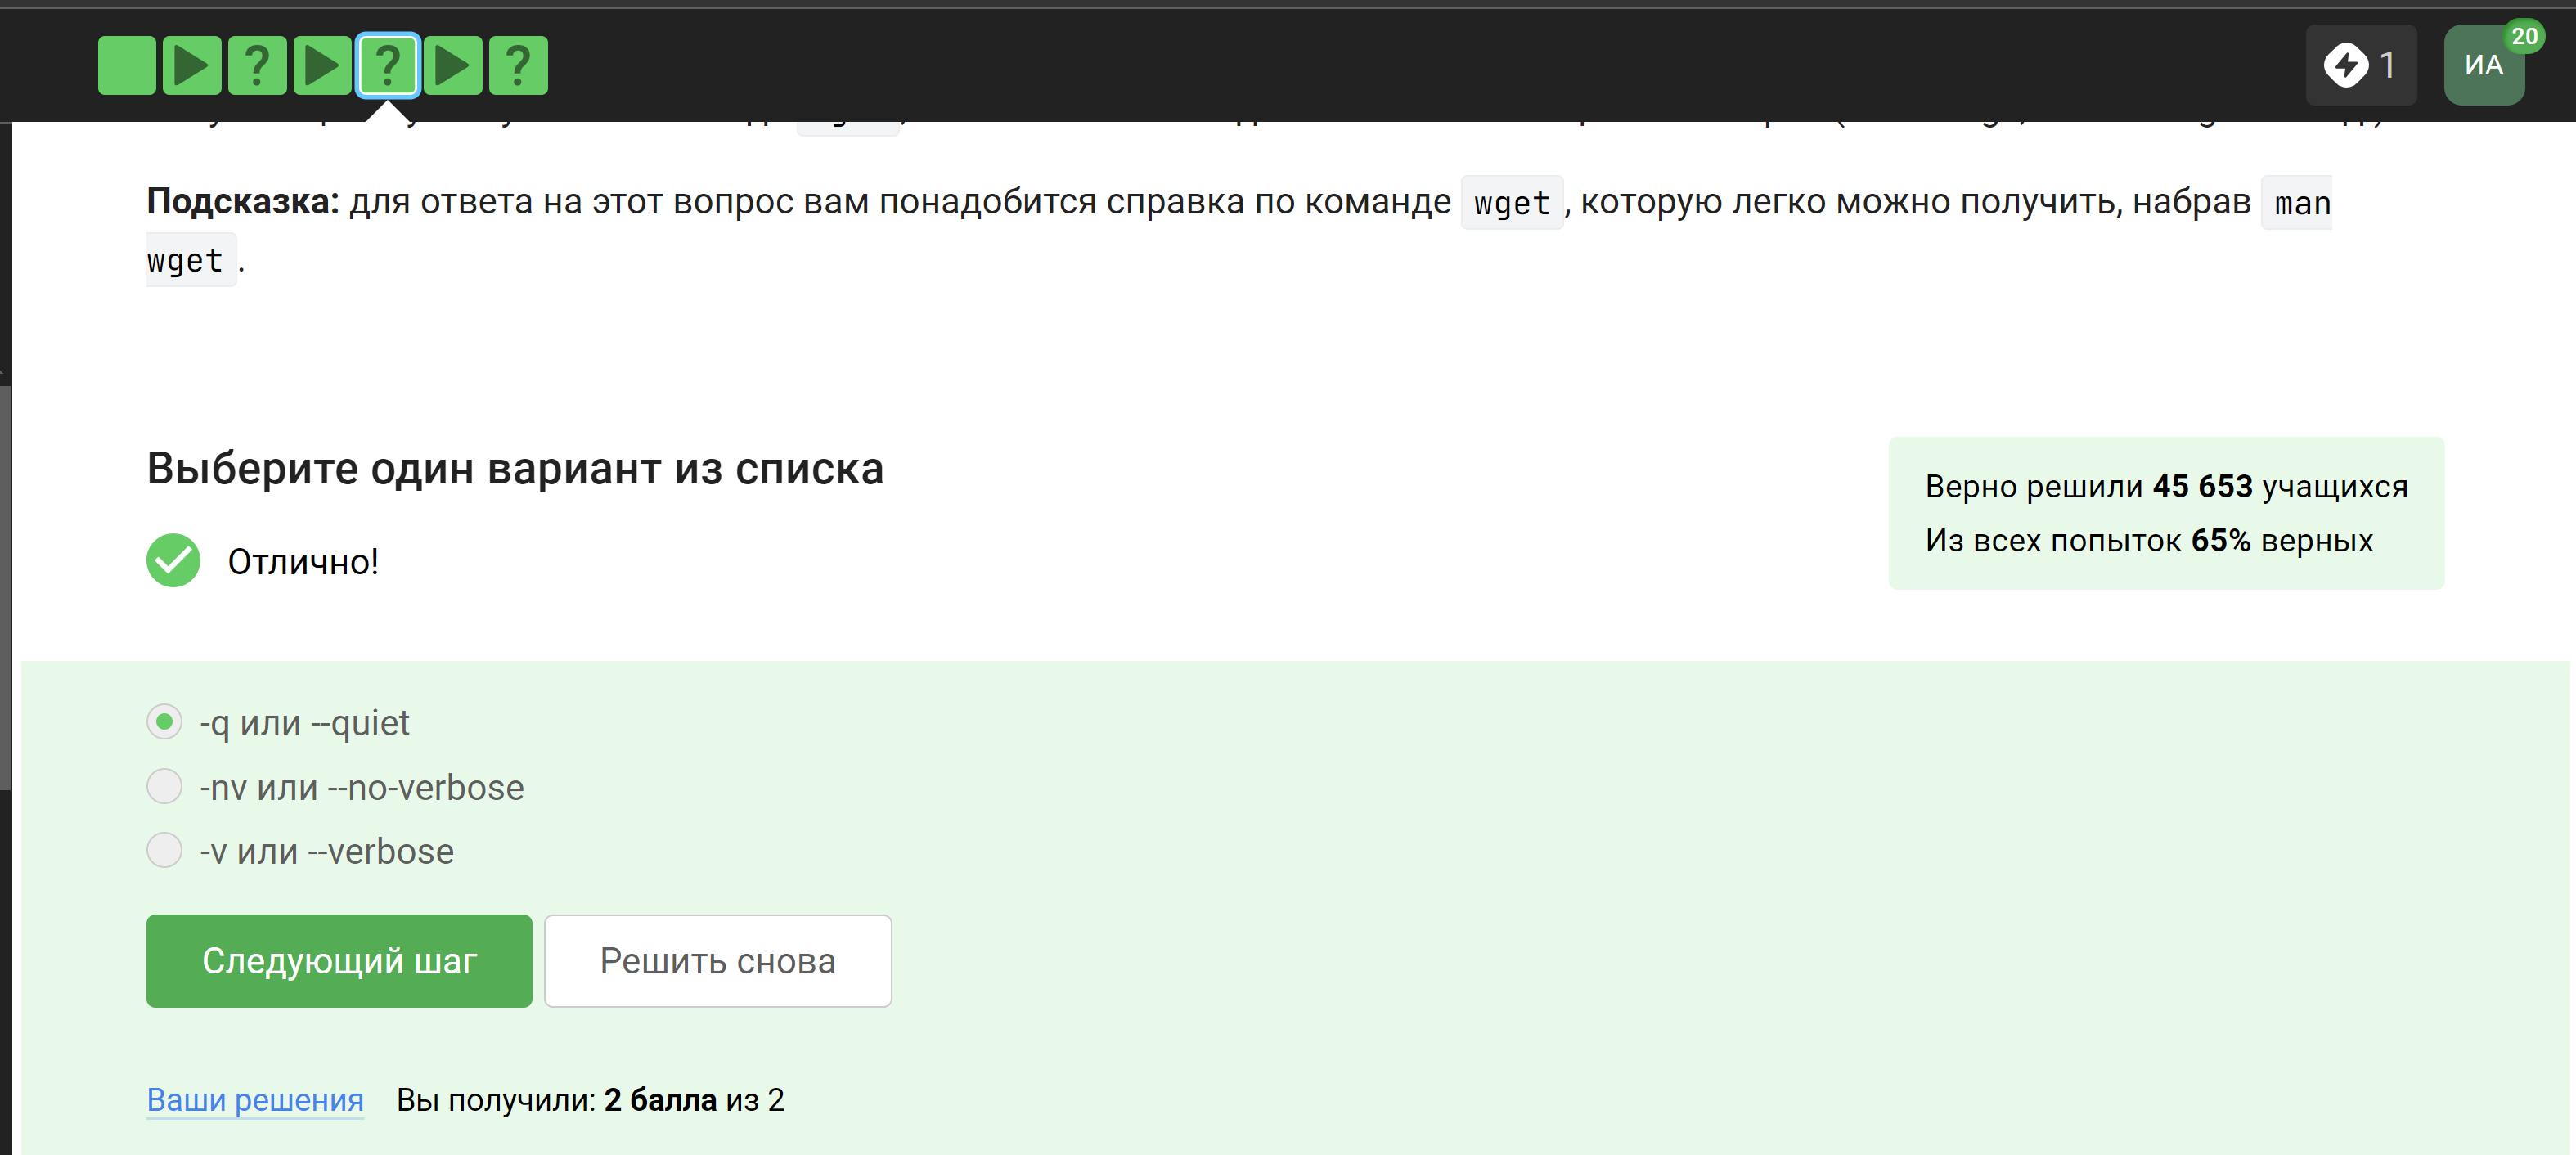 ? ? ?
1
ИА
20
Подсказка: для ответа на этот вопрос вам понадобится справка по команде wget, которую легко можно получить, набрав man
wget.
Выберите один вариант из списка
Отлично!
Верно решили 45 653 учащихся
Из всех попыток 65% верных
-q или --quiet
-nv или --no-verbose
-v или --verbose
Следующий шаг
Решить снова
Ваши решения Вы получили: 2 балла из 2